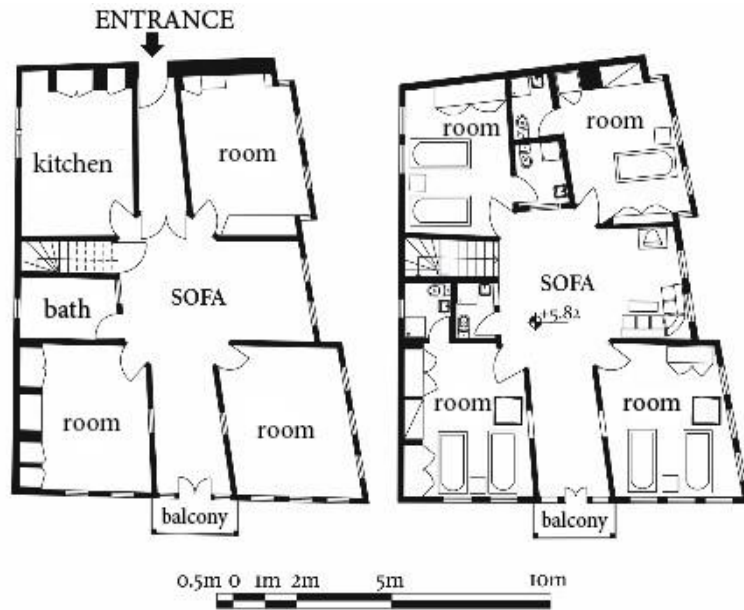 ENTRANCE
kitchen
room
SOFA
bath
room
room
balcony
room
room
SOFA
+5.82
room
room
balcony
0.5m 0 1m 2m 5m 10m